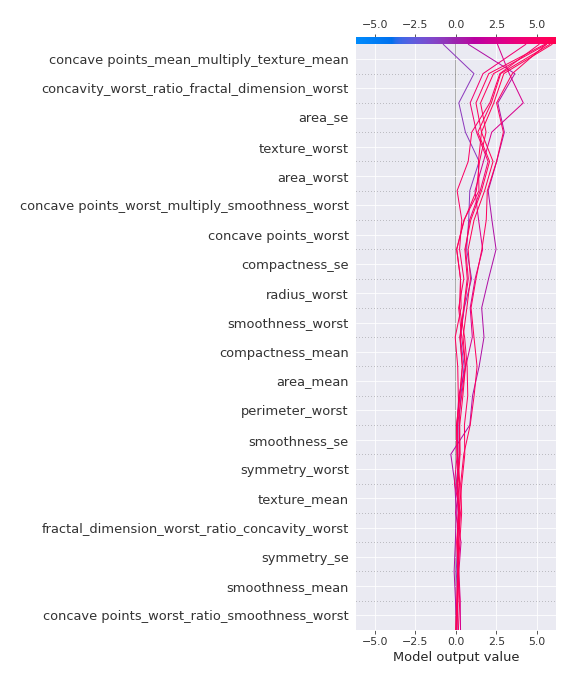 −5.0 −2.5 0.0 2.5 5.0
concave points_mean_multiply_texture_mean
concavity_worst_ratio_fractal_dimension_worst
area_se
texture_worst
area_worst
concave points_worst_multiply_smoothness_worst
concave points_worst
compactness_se
radius_worst
smoothness_worst
compactness_mean
area_mean
perimeter_worst
smoothness_se
symmetry_worst
texture_mean
fractal_dimension_worst_ratio_concavity_worst
symmetry_se
smoothness_mean
concave points_worst_ratio_smoothness_worst
−5.0 −2.5 0.0 2.5 5.0
Model output value